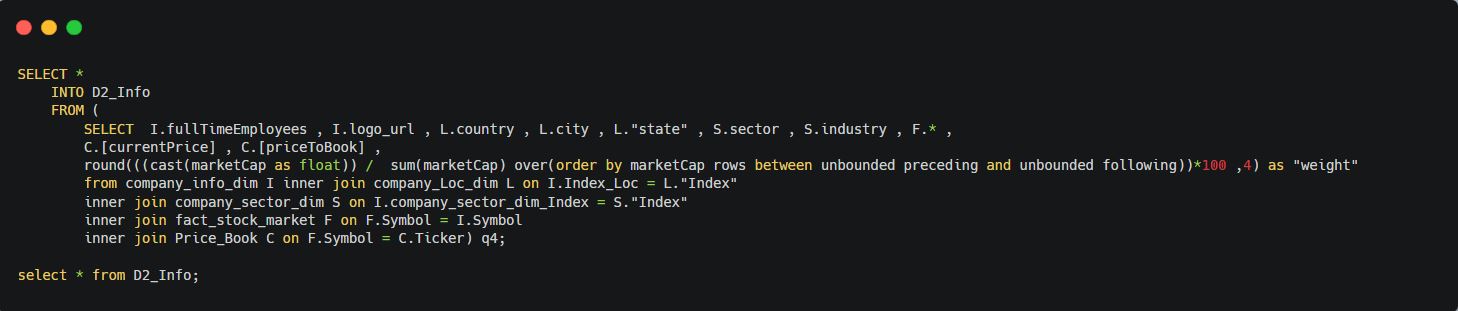 SELECT *
    INTO D2_Info
    FROM (
        SELECT  I.fullTimeEmployees , I.logo_url , L.country , L.city , L."state" , S.sector , S.industry , F.* ,
        C.[currentPrice] , C.[priceToBook] ,
        round(((cast(marketCap as float)) /  sum(marketCap) over(order by marketCap rows between unbounded preceding and unbounded following))*100 ,4) as "weight"
        from company_info_dim I inner join company_Loc_dim L on I.Index_Loc = L."Index"
        inner join company_sector_dim S on I.company_sector_dim_Index = S."Index"
        inner join fact_stock_market F on F.Symbol = I.Symbol
        inner join Price_Book C on F.Symbol = C.Ticker) q4;

select * from D2_Info;